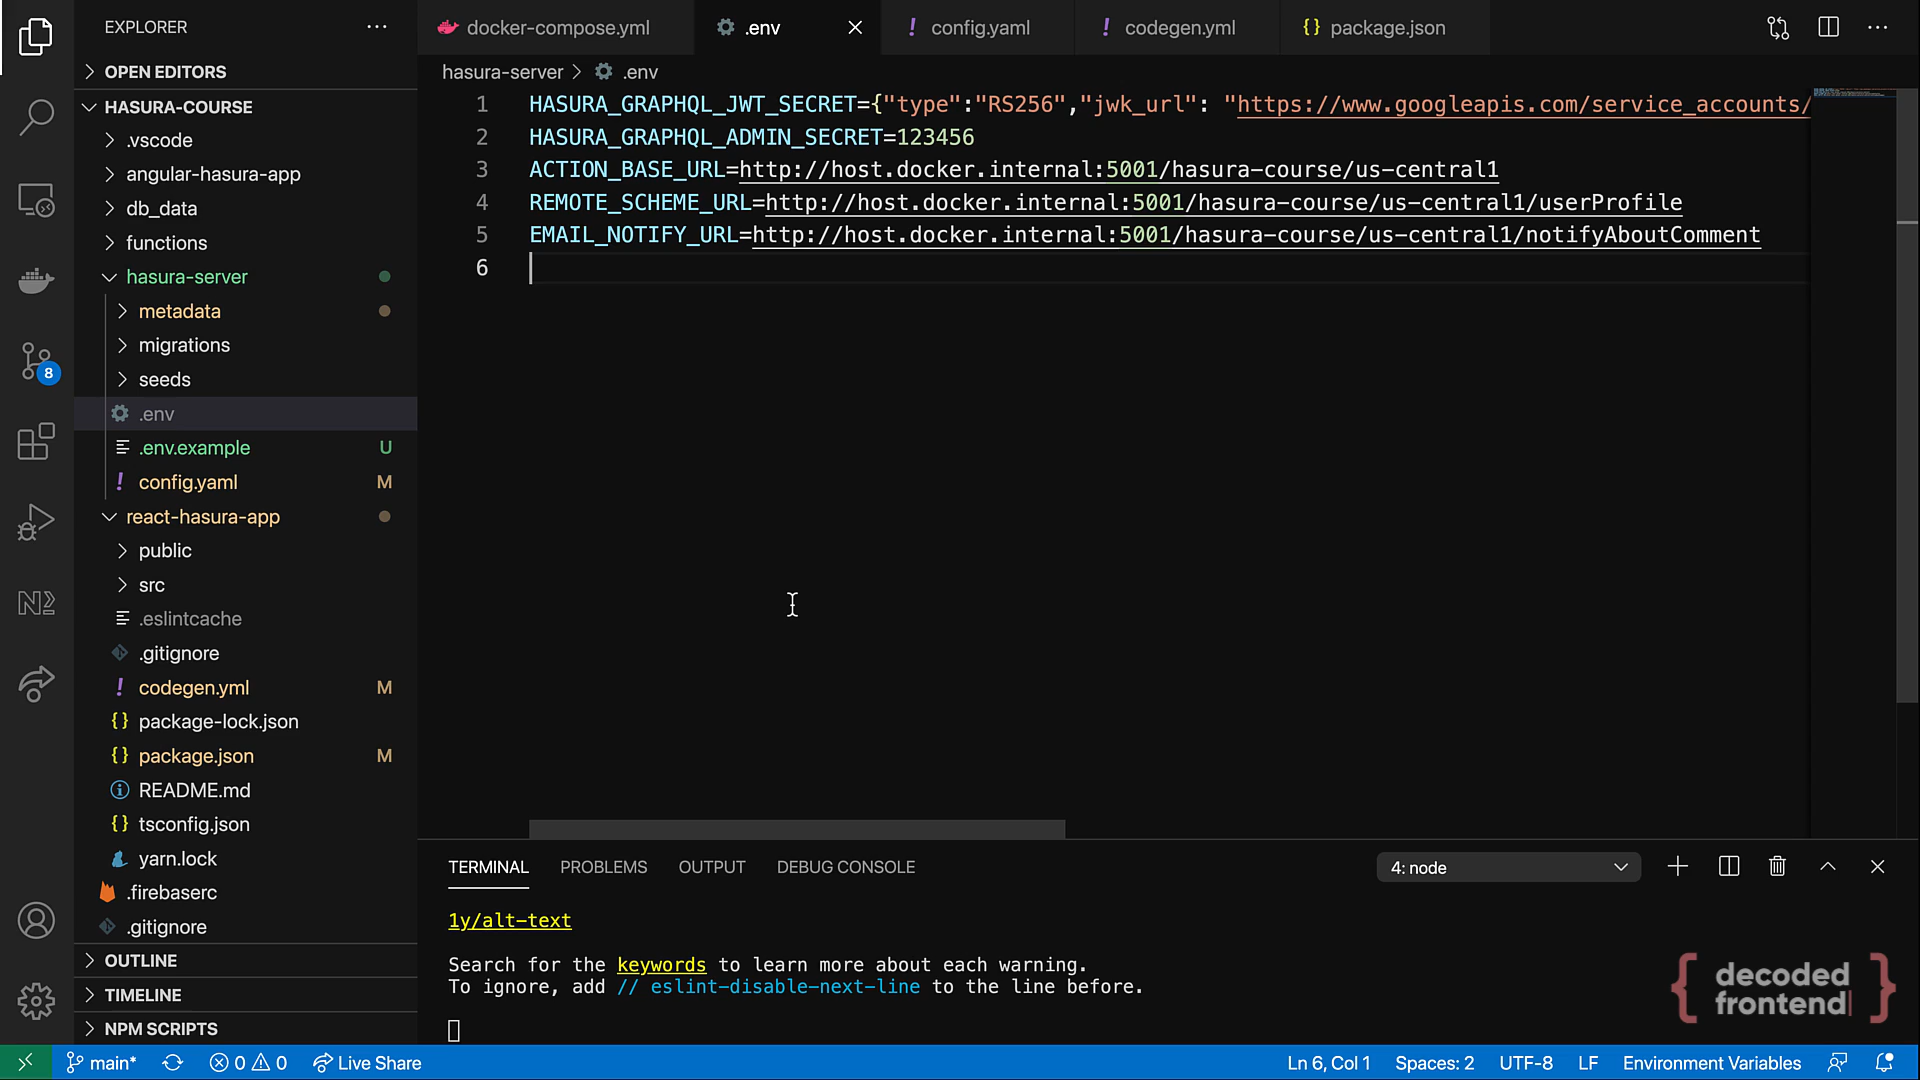 EXPLORER
OPEN EDITORS
HASURA-COURSE
.vscode
angular-hasura-app
db_data
functions
hasura-server
metadata
migrations
seeds
.env
.env.example U
config.yaml M
react-hasura-app
public
src
.eslintcache
.gitignore
codegen.yml M
package-lock.json
package.json M
README.md
tsconfig.json
yarn.lock
.firebaserc
.gitignore
OUTLINE
TIMELINE
NPM SCRIPTS
8
docker-compose.yml .env config.yaml codegen.yml package.json
hasura-server > .env
1 HASURA_GRAPHQL_JWT_SECRET={"type":"RS256","jwk_url": "https://www.googleapis.com/service_accounts/
2 HASURA_GRAPHQL_ADMIN_SECRET=123456
3 ACTION_BASE_URL=http://host.docker.internal:5001/hasura-course/us-central1
4 REMOTE_SCHEME_URL=http://host.docker.internal:5001/hasura-course/us-central1/userProfile
5 EMAIL_NOTIFY_URL=http://host.docker.internal:5001/hasura-course/us-central1/notifyAboutComment
6
TERMINAL PROBLEMS OUTPUT DEBUG CONSOLE 4: node
1y/alt-text
Search for the keywords to learn more about each warning.
To ignore, add // eslint-disable-next-line to the line before.
{ decoded frontend }
main* 0 0 Live Share Ln 6, Col 1 Spaces: 2 UTF-8 LF Environment Variables